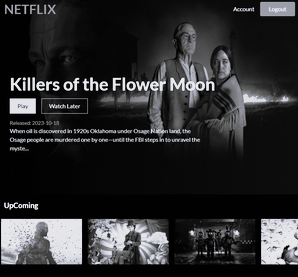 NETFLIX
Account
Logout
Killers of the Flower Moon
Play
Watch Later
Released: 2023-10-18
When oil is discovered in 1920s Oklahoma under Osage Nation land, the
Osage people are murdered one by one—until the FBI steps in to unravel the
myste...
UpComing